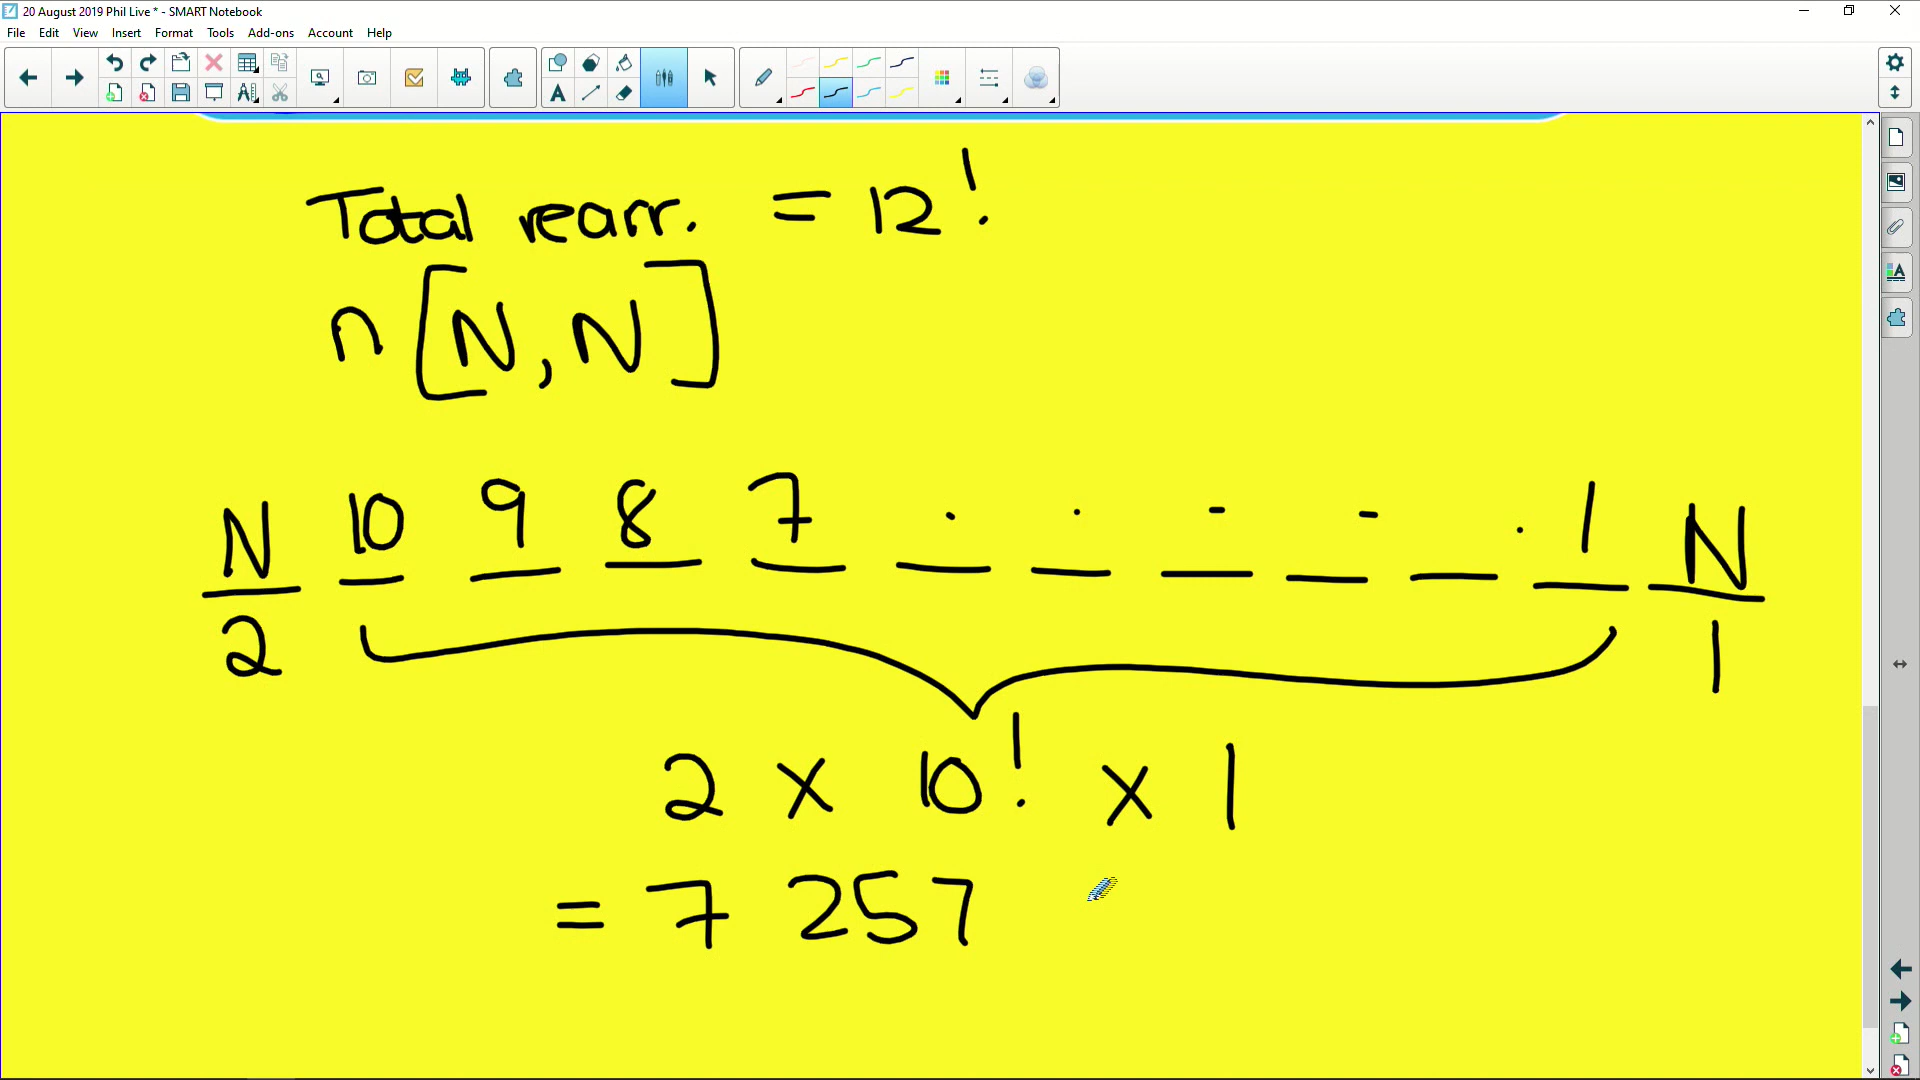 20 August 2019 Phil Live * - SMART Notebook
File Edit View Insert Format Tools Add-ons Account Help
Total rearr. = 12!
n[N, N]
N 10 9 8 7 . . - - . 1 N
2 1
2 x 10! x 1
= 7 257